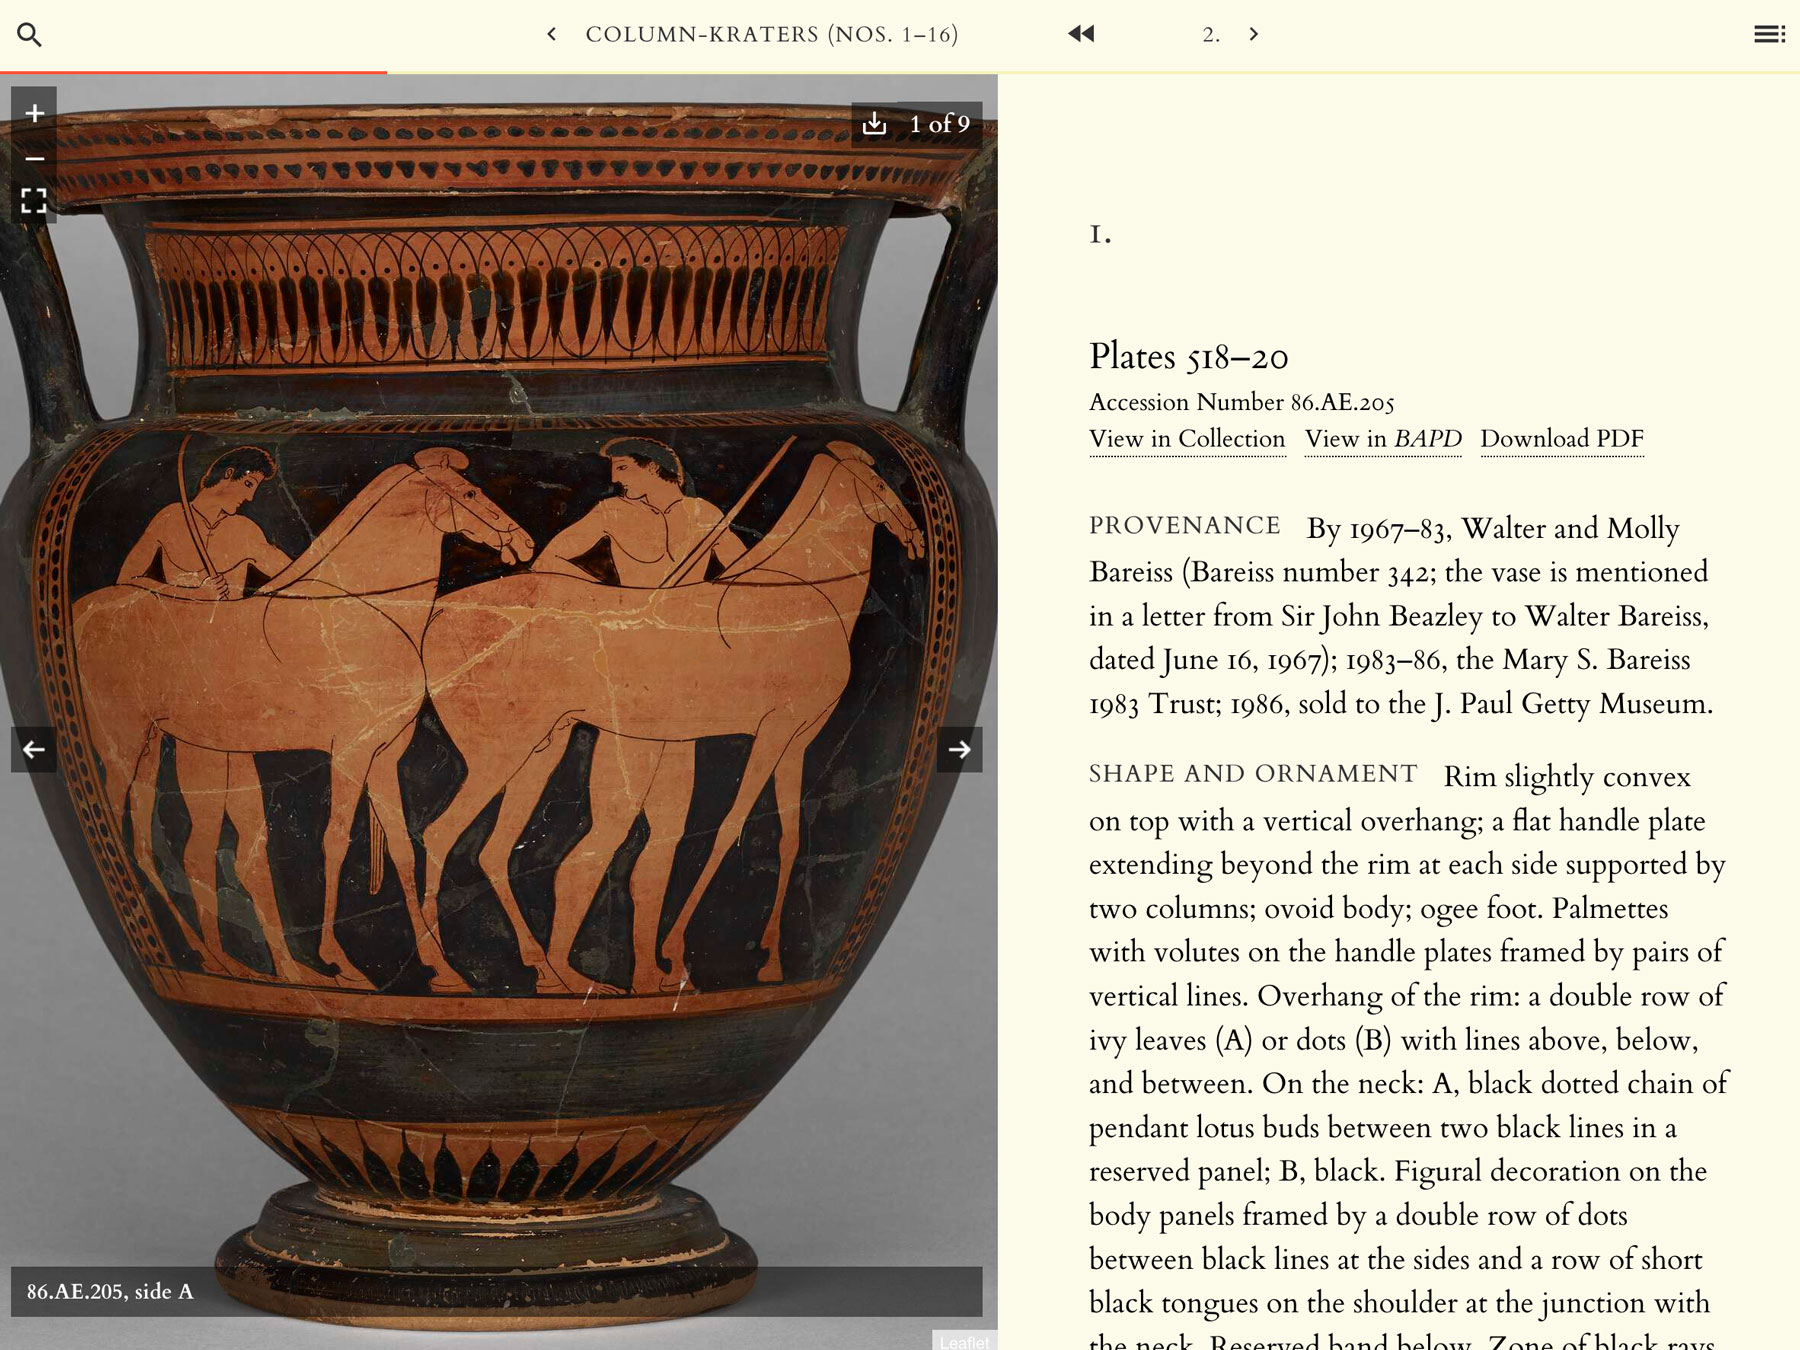 COLUMN-KRATERS (NOS. 1–16)
2.
1 of 9
86.AE.205, side A
Leaflet
1.
Plates 518–20
Accession Number 86.AE.205
View in Collection View in BAPD Download PDF
PROVENANCE By 1967–83, Walter and Molly
Bareiss (Bareiss number 342; the vase is mentioned
in a letter from Sir John Beazley to Walter Bareiss,
dated June 16, 1967); 1983–86, the Mary S. Bareiss
1983 Trust; 1986, sold to the J. Paul Getty Museum.
SHAPE AND ORNAMENT Rim slightly convex
on top with a vertical overhang; a flat handle plate
extending beyond the rim at each side supported by
two columns; ovoid body; ogee foot. Palmettes
with volutes on the handle plates framed by pairs of
vertical lines. Overhang of the rim: a double row of
ivy leaves (A) or dots (B) with lines above, below,
and between. On the neck: A, black dotted chain of
pendant lotus buds between two black lines in a
reserved panel; B, black. Figural decoration on the
body panels framed by a double row of dots
between black lines at the sides and a row of short
black tongues on the shoulder at the junction with
the neck. Reserved band below. Zone of black rays